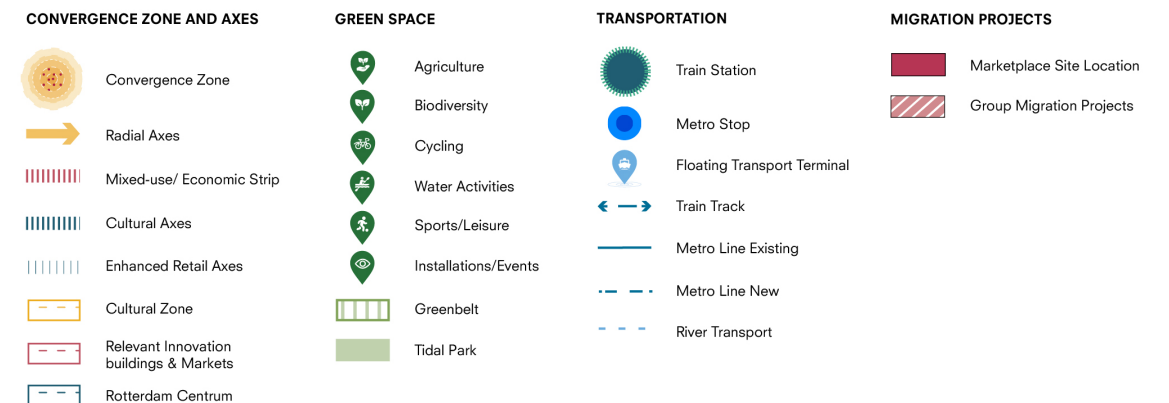 CONVERGENCE ZONE AND AXES
Convergence Zone
Radial Axes
Mixed-use/ Economic Strip
Cultural Axes
Enhanced Retail Axes
Cultural Zone
Relevant Innovation
buildings & Markets
Rotterdam Centrum
GREEN SPACE
Agriculture
Biodiversity
Cycling
Water Activities
Sports/Leisure
Installations/Events
Greenbelt
Tidal Park
TRANSPORTATION
Train Station
Metro Stop
Floating Transport Terminal
Train Track
Metro Line Existing
Metro Line New
River Transport
MIGRATION PROJECTS
Marketplace Site Location
Group Migration Projects